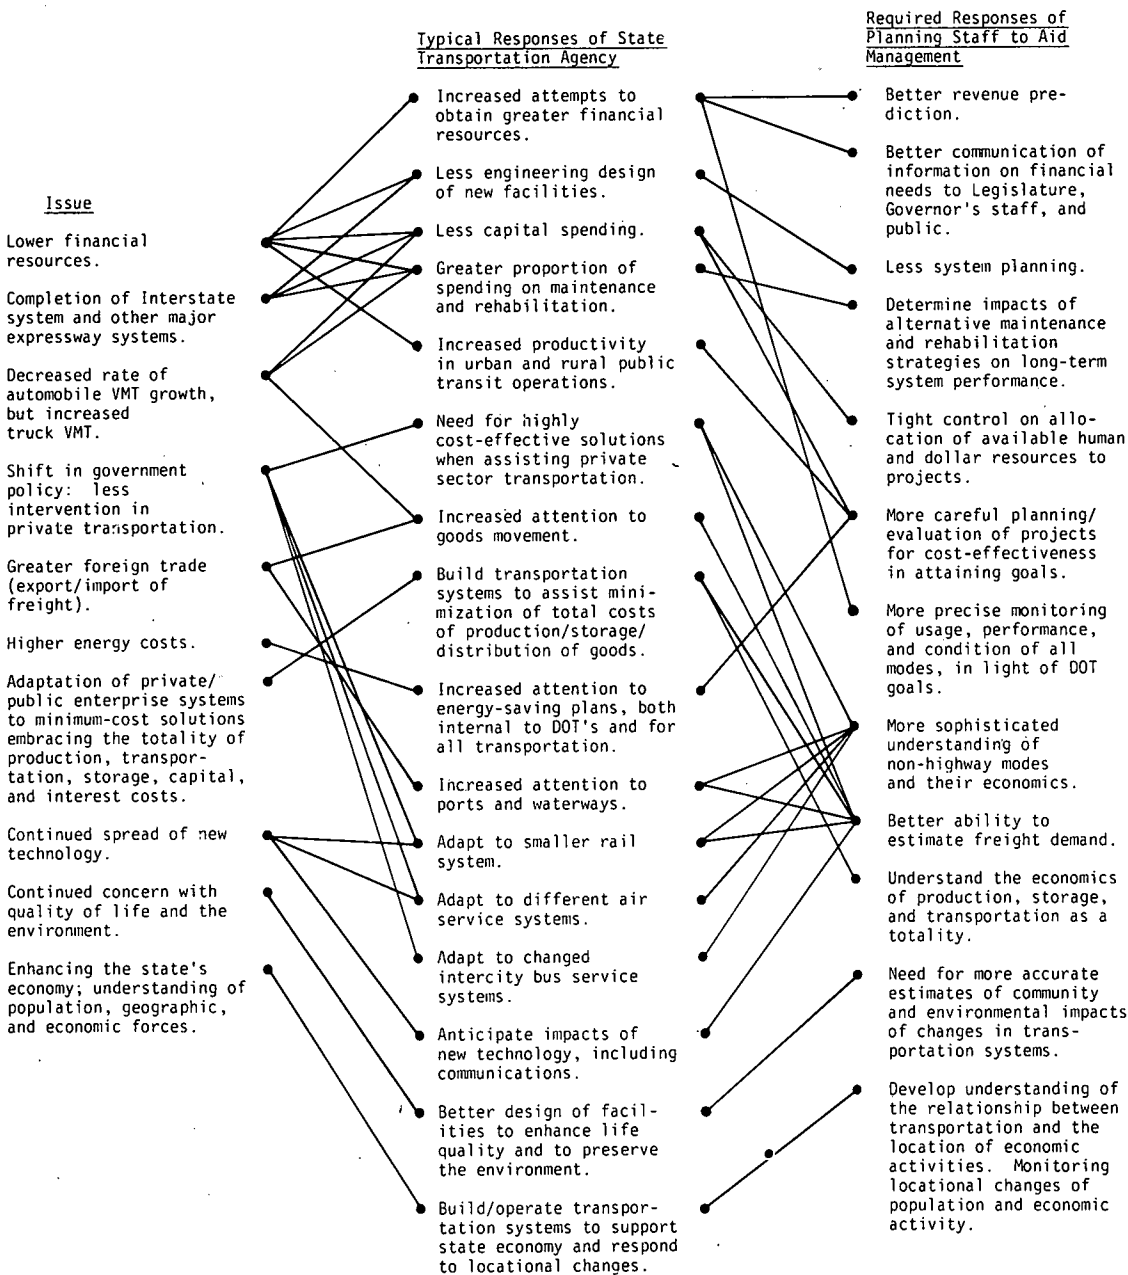 Issue
Lower financial
resources.
Completion of Interstate
system and other major
expressway systems.
Decreased rate of
automobile VMT growth,
but increased
truck VMT.
Shift in government
policy: less
intervention in
private transportation.
Greater foreign trade
(export/import of
freight).
Higher energy costs.
Adaptation of private/
public enterprise systems
to minimum-cost solutions
embracing the totality of
production, transpor-
tation, storage, capital,
and interest costs.
Continued spread of new
technology.
Continued concern with
quality of life and the
environment.
Enhancing the state's
economy; understanding of
population, geographic,
and economic forces.
Typical Responses of State
Transportation Agency
Increased attempts to
obtain greater financial
resources.
Less engineering design
of new facilities.
Less capital spending.
Greater proportion of
spending on maintenance
and rehabilitation.
Increased productivity
in urban and rural public
transit operations.
Need for highly
cost-effective solutions
when assisting private
sector transportation.
Increased attention to
goods movement.
Build transportation
systems to assist mini-
mization of total costs
of production/storage/
distribution of goods.
Increased attention to
energy-saving plans, both
internal to DOT's and for
all transportation.
Increased attention to
ports and waterways.
Adapt to smaller rail
system.
Adapt to different air
service systems.
Adapt to changed
intercity bus service
systems.
Anticipate impacts of
new technology, including
communications.
Better design of facil-
ities to enhance life
quality and to preserve
the environment.
Build/operate transpor-
tation systems to support
state economy and respond
to locational changes.
Required Responses of
Planning Staff to Aid
Management
Better revenue pre-
diction.
Better communication of
information on financial
needs to Legislature,
Governor's staff, and
public.
Less system planning.
Determine impacts of
alternative maintenance
and rehabilitation
strategies on long-term
system performance.
Tight control on allo-
cation of available human
and dollar resources to
projects.
More careful planning/
evaluation of projects
for cost-effectiveness
in attaining goals.
More precise monitoring
of usage, performance,
and condition of all
modes, in light of DOT
goals.
More sophisticated
understanding of
non-highway modes
and their economics.
Better ability to
estimate freight demand.
Understand the economics
of production, storage,
and transportation as a
totality.
Need for more accurate
estimates of community
and environmental impacts
of changes in trans-
portation systems.
Develop understanding of
the relationship between
transportation and the
location of economic
activities. Monitoring
locational changes of
population and economic
activity.